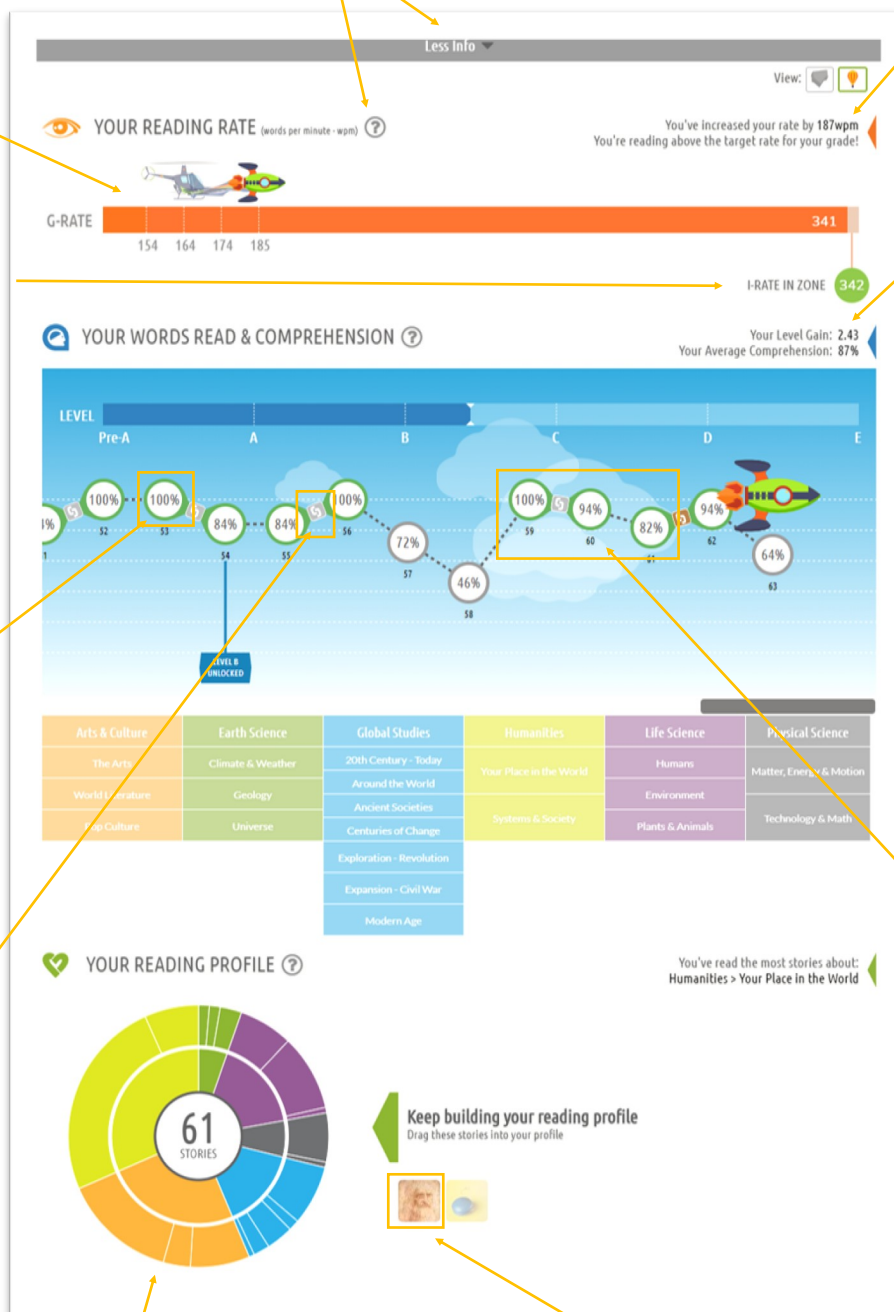 Less Info
View:
YOUR READING RATE (words per minute - wpm) ?
You've increased your rate by 187wpm
You're reading above the target rate for your grade!
G-RATE
341
154 164 174 185
I-RATE IN ZONE 342
YOUR WORDS READ & COMPREHENSION ?
Your Level Gain: 2.43
Your Average Comprehension: 87%
LEVEL
Pre-A A B C D E
100% 100% 84% 84% 100% 72% 46% 100% 94% 82% 94% 64%
52 53 54 55 56 57 58 59 60 62 63
LEVEL B
UNLOCKED
Arts & Culture Earth Science Global Studies Humanities Life Science Physical Science
The Arts Climate & Weather 20th Century - Today Your Place in the World Humans Matter, Energy & Motion
Around the World
World Literature Geology Ancient Societies Environment
Pop Culture Universe Centuries of Change Systems & Society Plants & Animals Technology & Math
Exploration - Revolution
Expansion - Civil War
Modern Age
YOUR READING PROFILE ?
You've read the most stories about:
Humanities > Your Place in the World
61
STORIES
Keep building your reading profile
Drag these stories into your profile